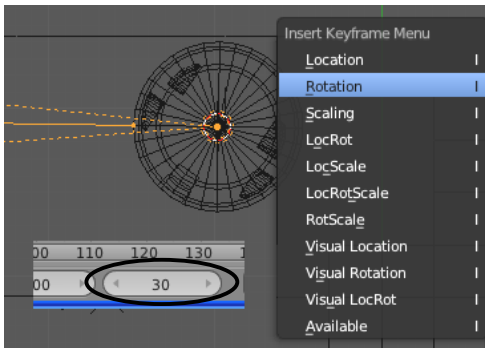 Insert Keyframe Menu
Location I
Rotation I
Scaling I
LocRot I
LocScale I
LocRotScale I
RotScale I
Visual Location I
Visual Rotation I
Visual LocRot I
Available I
00 110 120 130 1
00 30